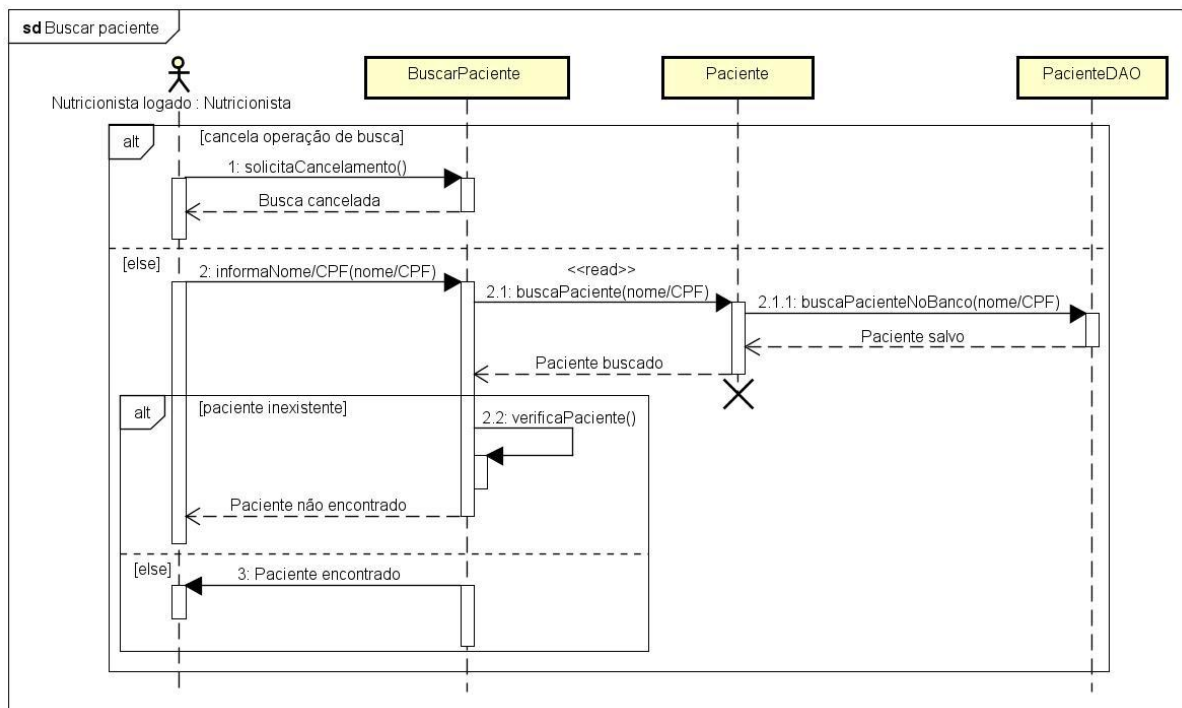 sd Buscar paciente
Nutricionista logado : Nutricionista
BuscarPaciente
Paciente
PacienteDAO
alt
[cancela operação de busca]
1: solicitaCancelamento()
Busca cancelada
[else]
2: informaNome/CPF(nome/CPF)
<<read>>
2.1: buscaPaciente(nome/CPF)
2.1.1: buscaPacienteNoBanco(nome/CPF)
Paciente salvo
Paciente buscado
alt
[paciente inexistente]
2.2: verificaPaciente()
Paciente não encontrado
[else]
3: Paciente encontrado